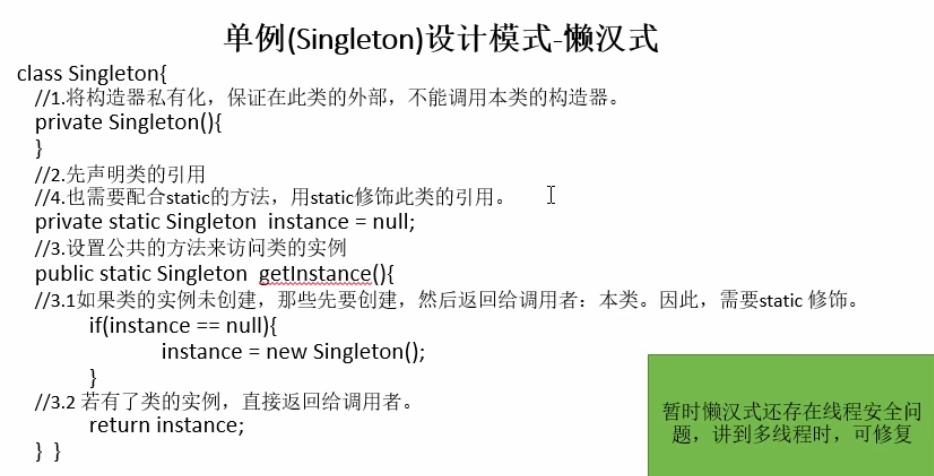 单例(Singleton)设计模式-懒汉式
class Singleton{
//1.将构造器私有化，保证在此类的外部，不能调用本类的构造器。
private Singleton(){
}
//2.先声明类的引用
//4.也需要配合static的方法，用static修饰此类的引用。
private static Singleton instance = null;
//3.设置公共的方法来访问类的实例
public static Singleton getInstance(){
//3.1如果类的实例未创建，那些先要创建，然后返回给调用者：本类。因此，需要static 修饰。
if(instance == null){
instance = new Singleton();
}
//3.2 若有了类的实例，直接返回给调用者。
return instance;
} }
暂时懒汉式还存在线程安全问
题，讲到多线程时，可修复